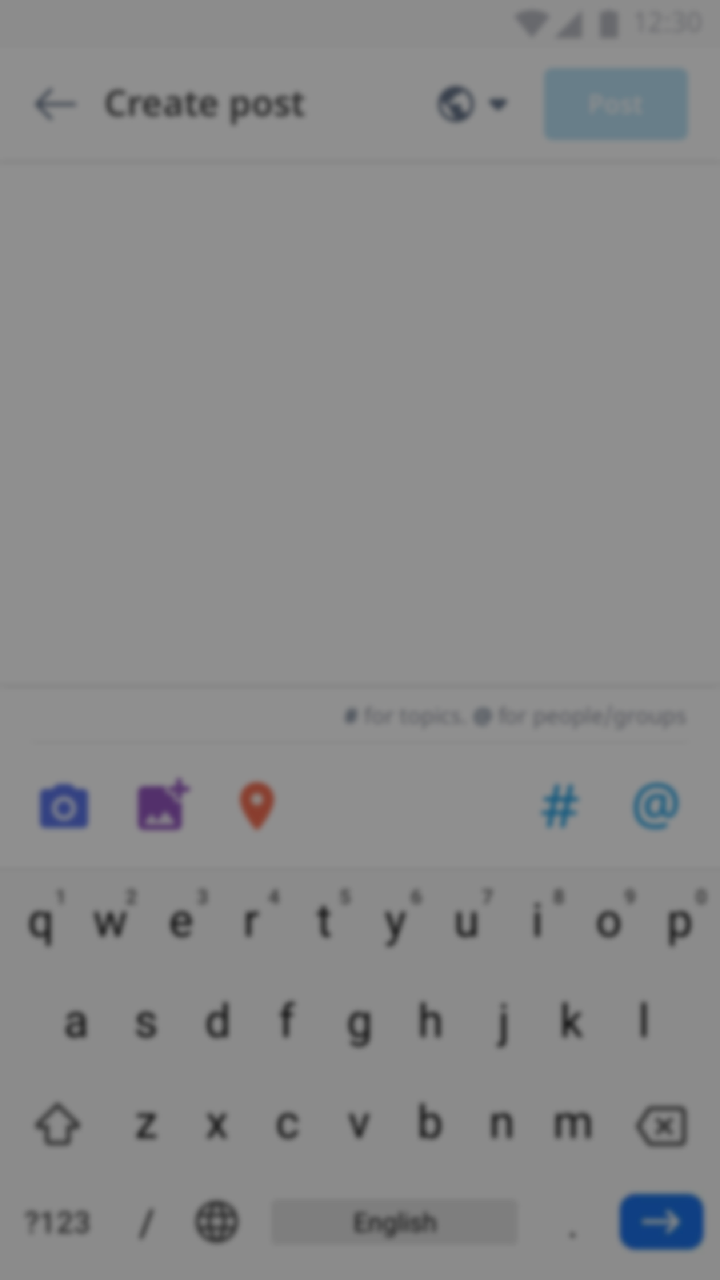 12:30
Create post
Post
# for topics. @ for people/groups
# @
1 2 3 4 5 6 7 8 9 0
q w e r t y u i o p
a s d f g h j k l
z x c v b n m
?123 / English .